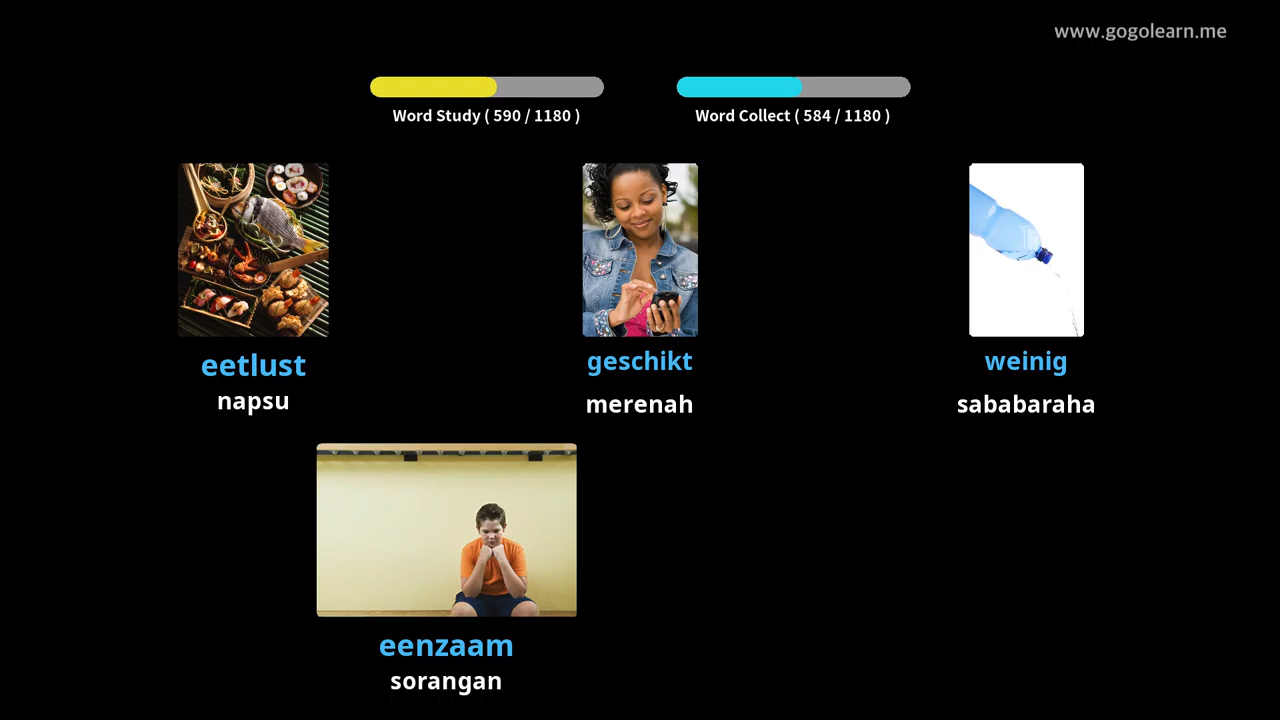 www.gogolearn.me
Word Study ( 590 / 1180 )
Word Collect ( 584 / 1180 )
eetlust
napsu
geschikt
merenah
weinig
sababaraha
eenzaam
sorangan